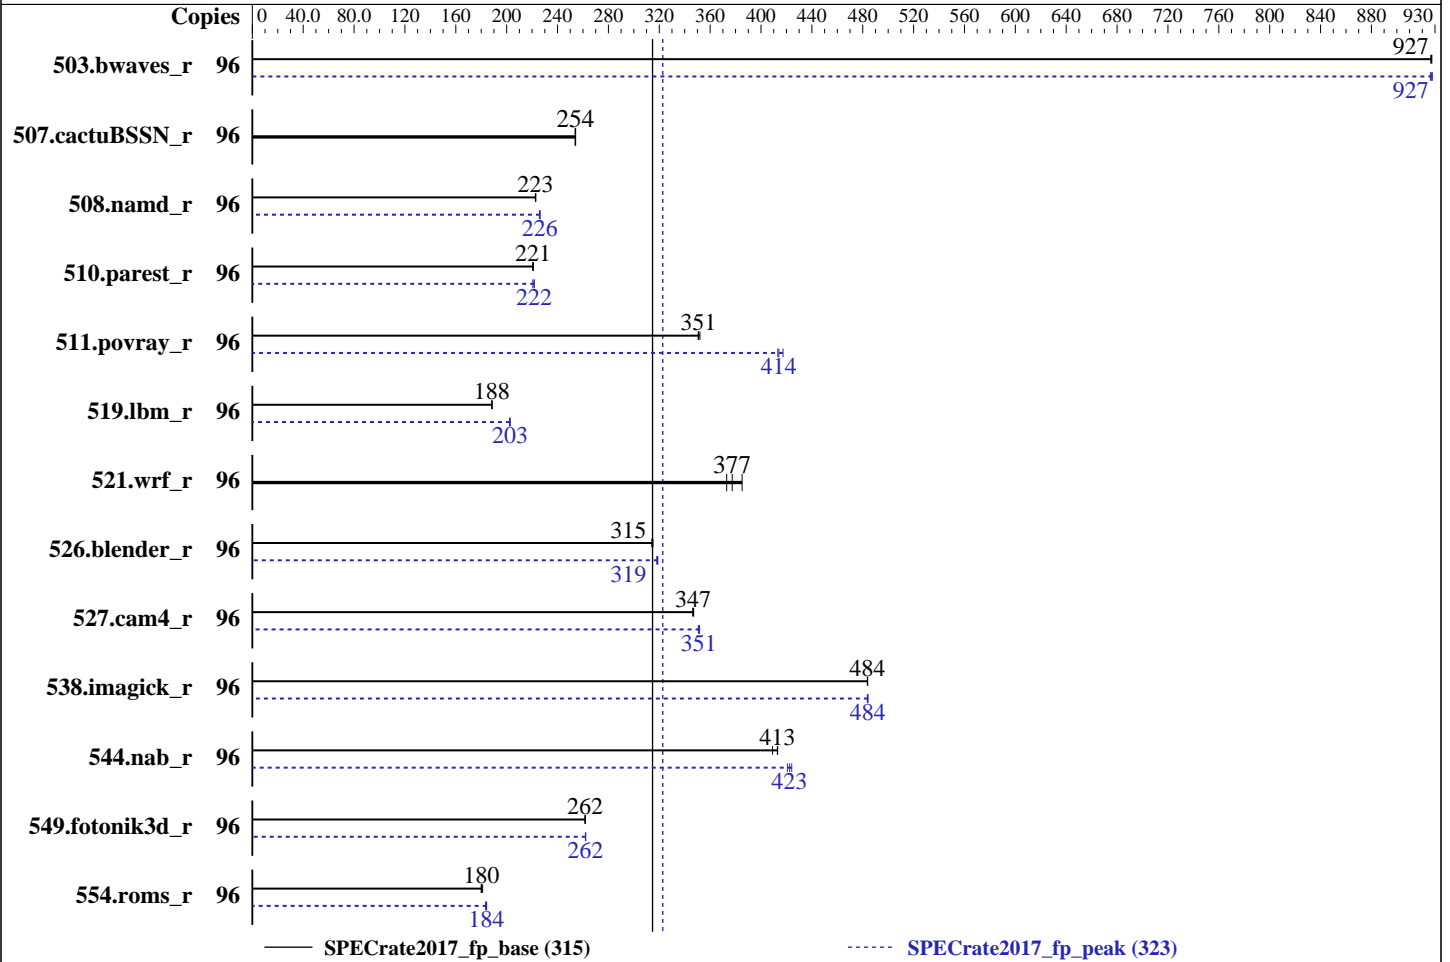 Copies 0 40.0 80.0 120 160 200 240 280 320 360 400 440 480 520 560 600 640 680 720 760 800 840 880 930
927
503.bwaves_r 96
927
254
507.cactuBSSN_r 96
223
508.namd_r 96
226
221
510.parest_r 96
222
351
511.povray_r 96
414
188
519.lbm_r 96
203
377
521.wrf_r 96
315
526.blender_r 96
319
347
527.cam4_r 96
351
484
538.imagick_r 96
484
413
544.nab_r 96
423
262
549.fotonik3d_r 96
262
180
554.roms_r 96
184
SPECrate2017_fp_base (315) SPECrate2017_fp_peak (323)